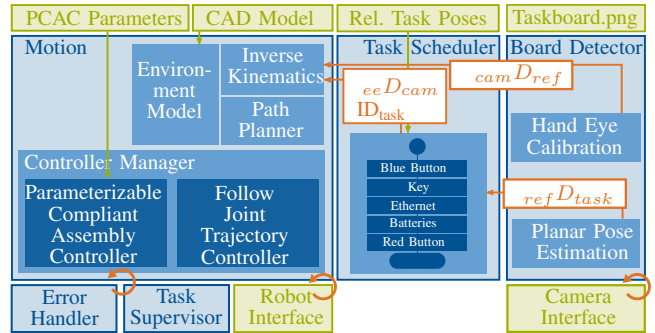 PCAC Parameters
CAD Model
Rel. Task Poses
Taskboard.png
Motion
Environ-
ment
Model
Inverse
Kinematics
Path
Planner
Controller Manager
Parameterizable
Compliant
Assembly
Controller
Follow
Joint
Trajectory
Controller
Task Scheduler
eeDcam
IDtask
Blue Button
Key
Ethernet
Batteries
Red Button
Board Detector
camDref
Hand Eye
Calibration
refDtask
Planar Pose
Estimation
Error
Handler
Task
Supervisor
Robot
Interface
Camera
Interface